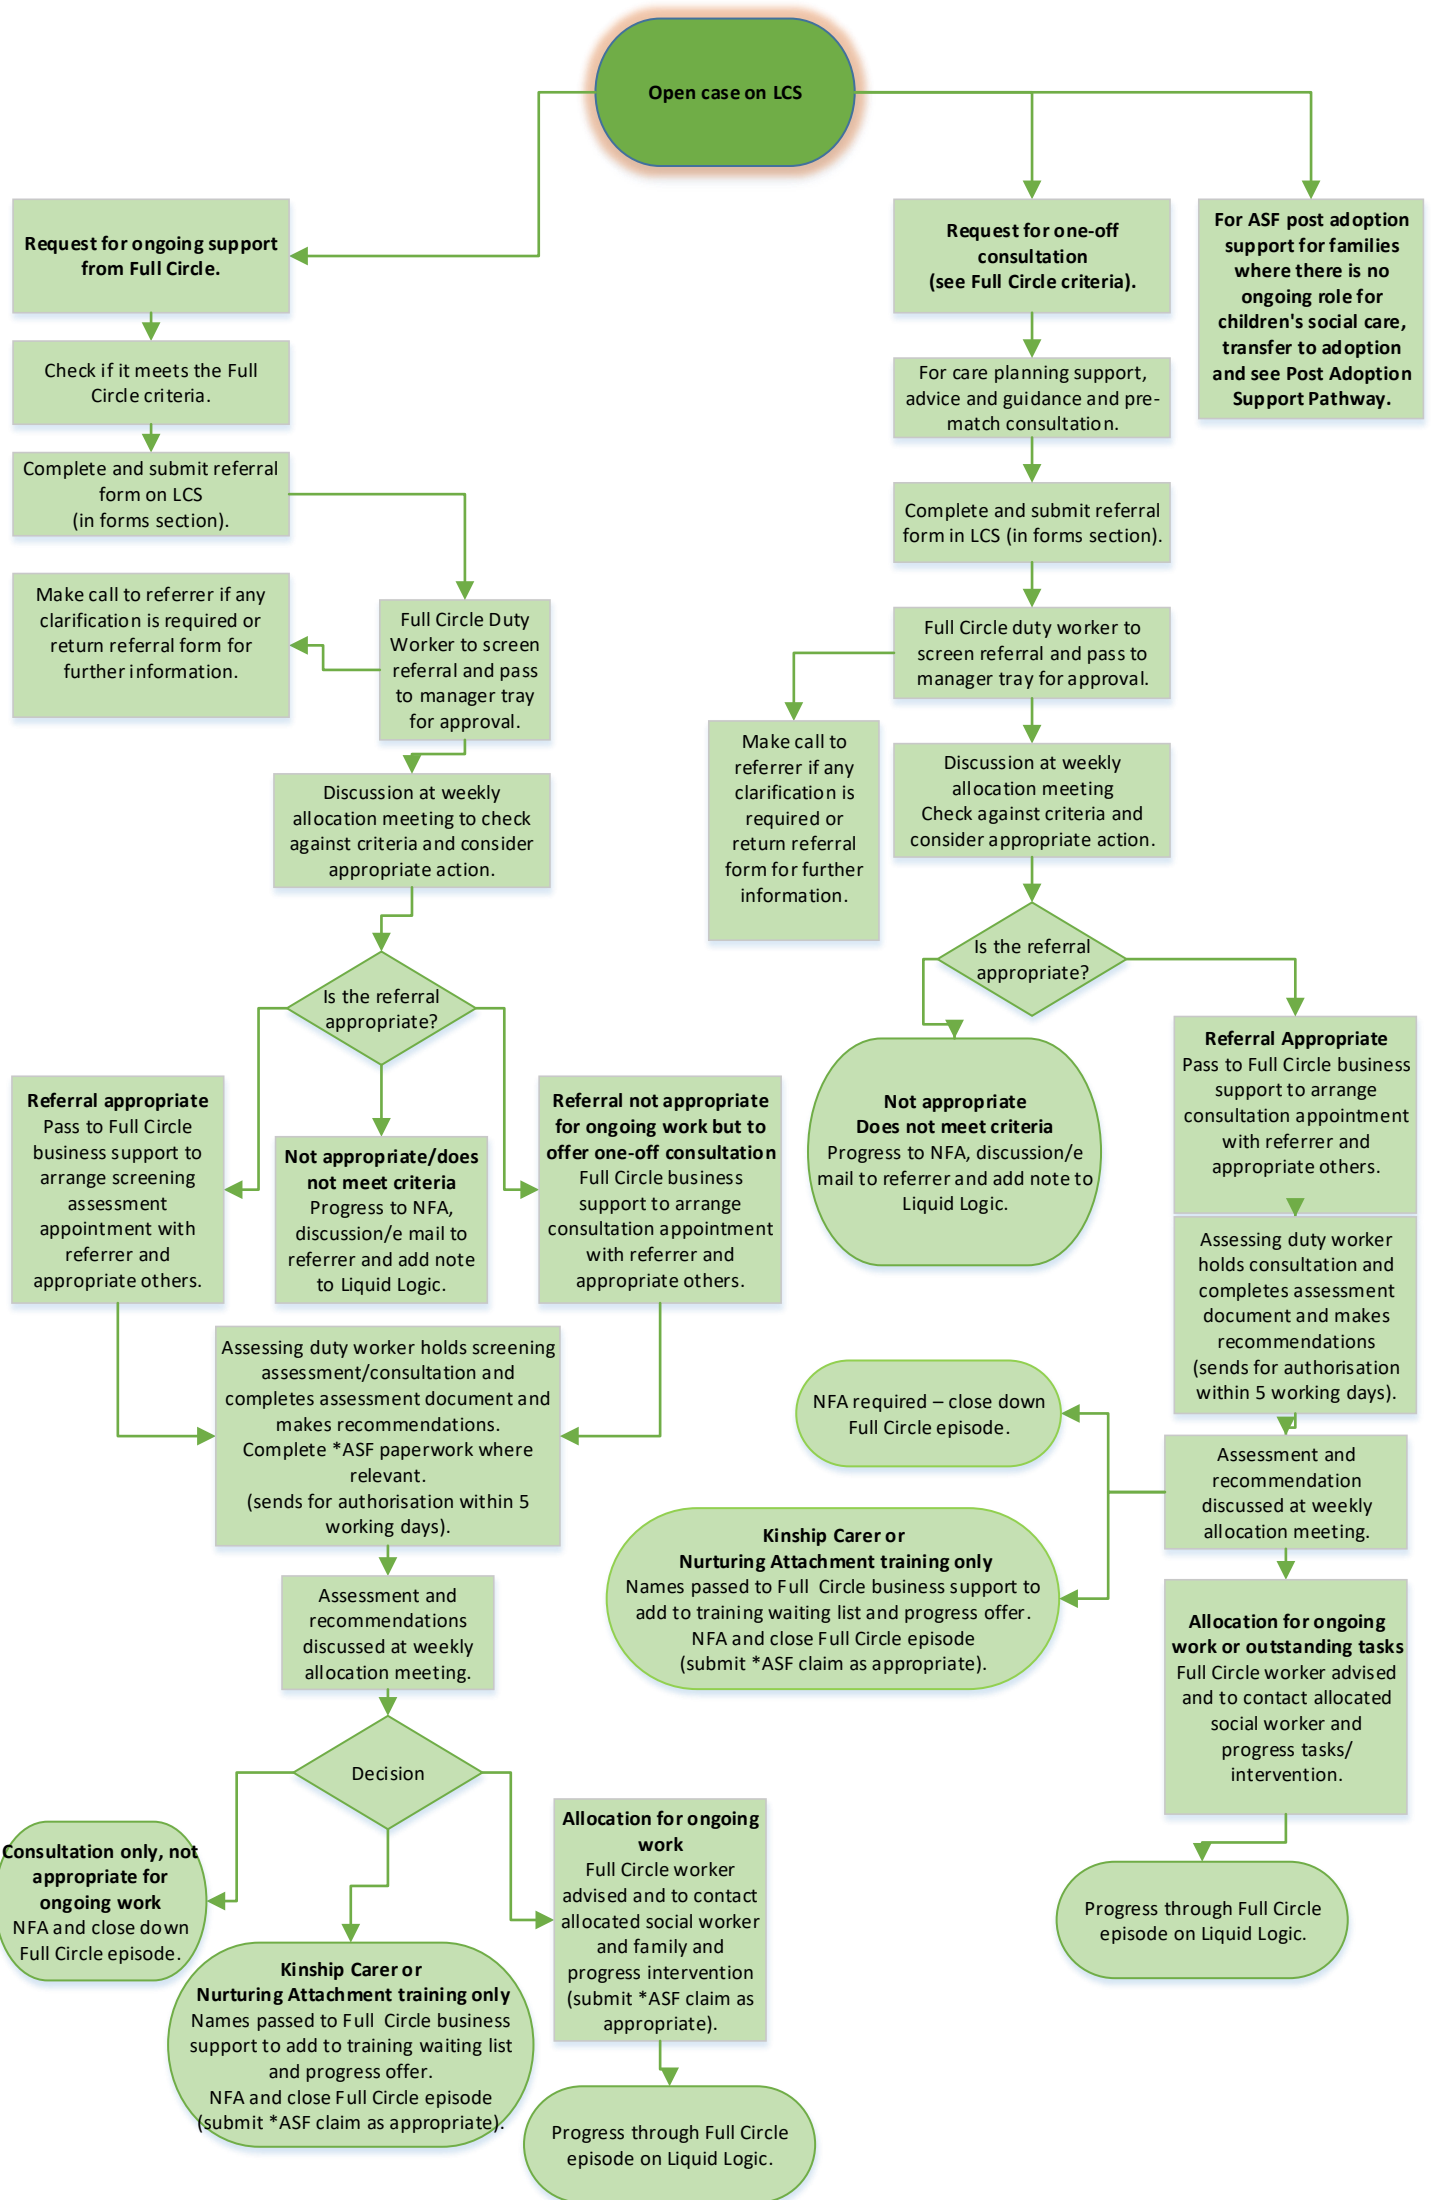 Open case on LCS
Request for ongoing support
from Full Circle.
Check if it meets the Full
Circle criteria.
Complete and submit referral
form on LCS
(in forms section).
Make call to referrer if any
clarification is required or
return referral form for
further information.
Full Circle Duty
Worker to screen
referral and pass
to manager tray
for approval.
Discussion at weekly
allocation meeting to check
against criteria and consider
appropriate action.
Is the referral
appropriate?
Referral appropriate
Pass to Full Circle
business support to
arrange screening
assessment
appointment with
referrer and
appropriate others.
Not appropriate/does
not meet criteria
Progress to NFA,
discussion/e mail to
referrer and add note
to Liquid Logic.
Referral not appropriate
for ongoing work but to
offer one-off consultation
Full Circle business
support to arrange
consultation appointment
with referrer and
appropriate others.
Assessing duty worker holds screening
assessment/consultation and
completes assessment document and
makes recommendations.
Complete *ASF paperwork where
relevant.
(sends for authorisation within 5
working days).
Assessment and
recommendations
discussed at weekly
allocation meeting.
Decision
Consultation only, not
appropriate for
ongoing work
NFA and close down
Full Circle episode.
Kinship Carer or
Nurturing Attachment training only
Names passed to Full Circle business
support to add to training waiting list
and progress offer.
NFA and close Full Circle episode
(submit *ASF claim as appropriate).
Allocation for ongoing
work
Full Circle worker
advised and to contact
allocated social worker
and family and
progress intervention
(submit *ASF claim as
appropriate).
Progress through Full Circle
episode on Liquid Logic.
Request for one-off
consultation
(see Full Circle criteria).
For care planning support,
advice and guidance and pre-
match consultation.
Complete and submit referral
form in LCS (in forms section).
Full Circle duty worker to
screen referral and pass to
manager tray for approval.
Make call to
referrer if any
clarification is
required or
return referral
form for further
information.
Discussion at weekly
allocation meeting
Check against criteria and
consider appropriate action.
Is the referral
appropriate?
Not appropriate
Does not meet criteria
Progress to NFA, discussion/e
mail to referrer and add note to
Liquid Logic.
Referral Appropriate
Pass to Full Circle business
support to arrange
consultation appointment
with referrer and
appropriate others.
Assessing duty worker
holds consultation and
completes assessment
document and makes
recommendations
(sends for authorisation
within 5 working days).
Assessment and
recommendation
discussed at weekly
allocation meeting.
NFA required – close down
Full Circle episode.
Kinship Carer or
Nurturing Attachment training only
Names passed to Full Circle business support to
add to training waiting list and progress offer.
NFA and close Full Circle episode
(submit *ASF claim as appropriate).
Allocation for ongoing
work or outstanding tasks
Full Circle worker advised
and to contact allocated
social worker and
progress tasks/
intervention.
Progress through Full Circle
episode on Liquid Logic.
For ASF post adoption
support for families
where there is no
ongoing role for
children's social care,
transfer to adoption
and see Post Adoption
Support Pathway.